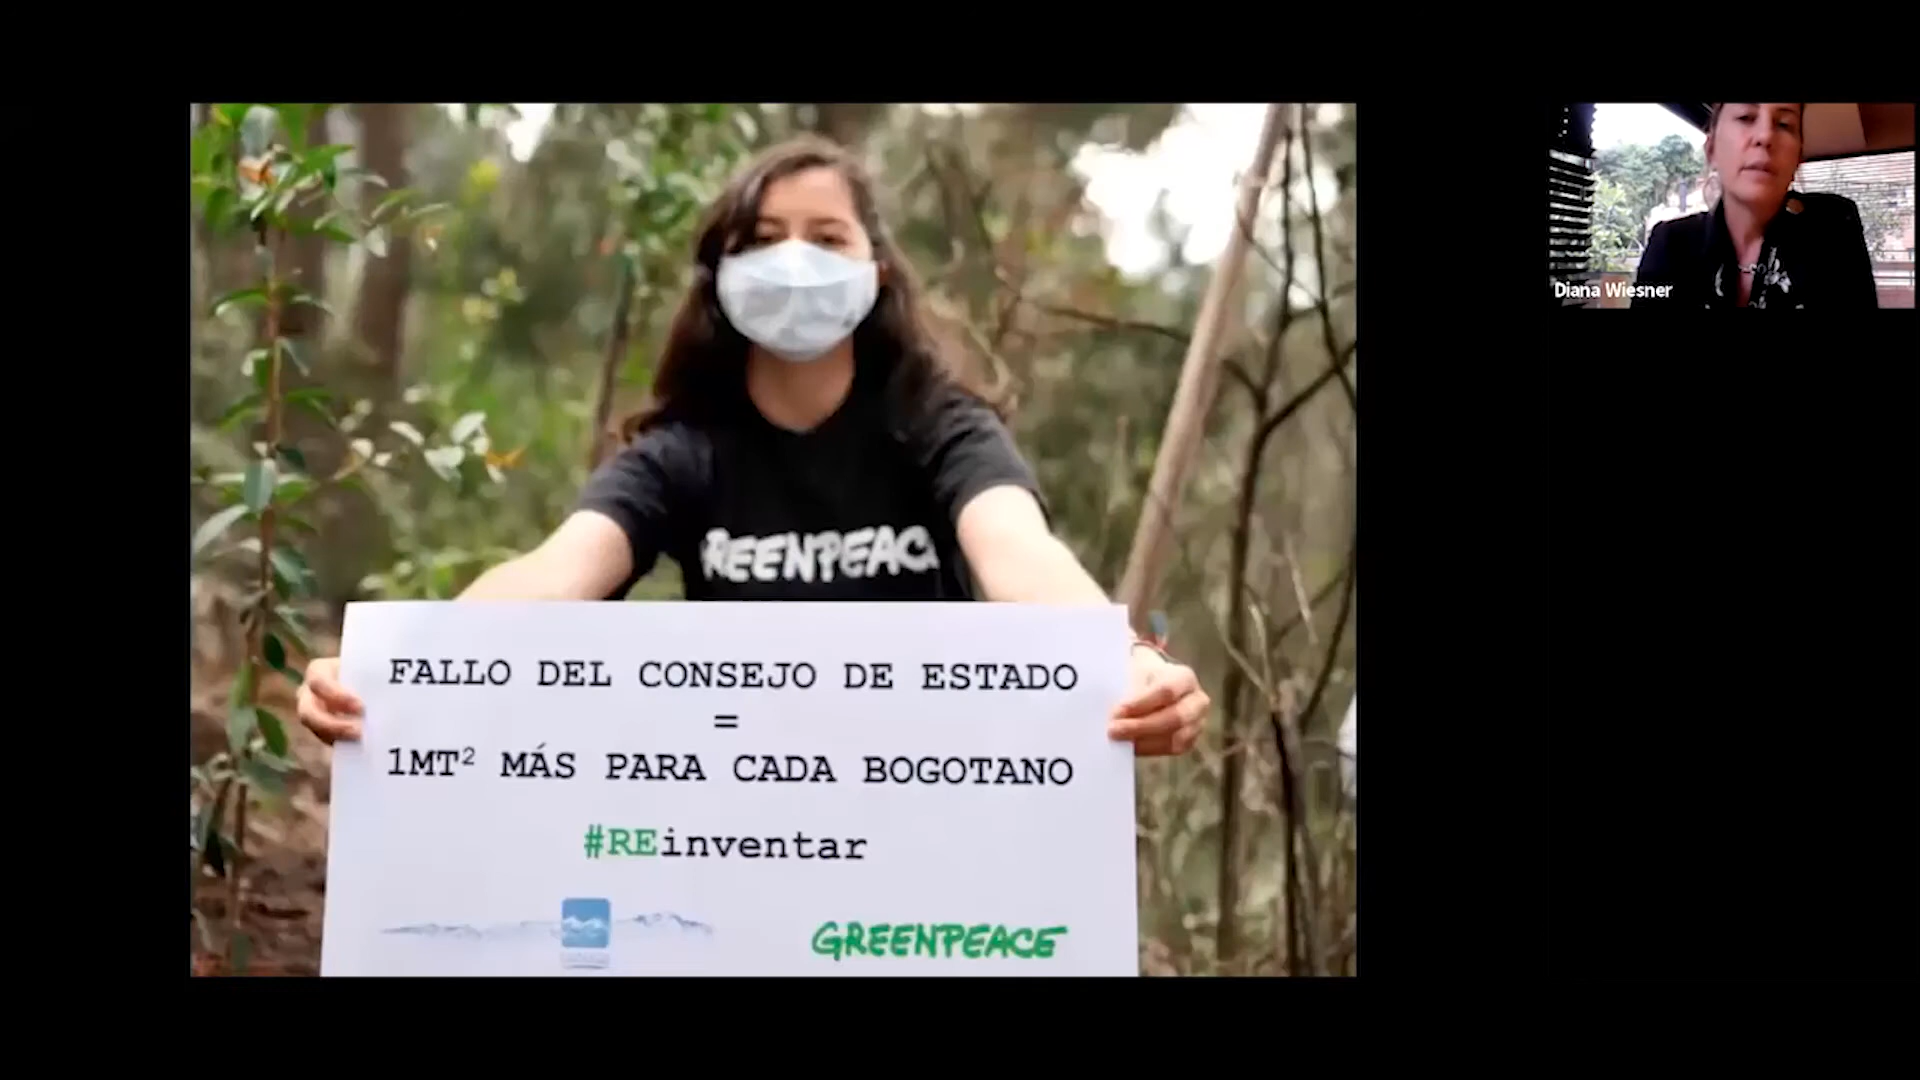 GREENPEACE
FALLO DEL CONSEJO DE ESTADO
=
1MT² MÁS PARA CADA BOGOTANO
#REinventar
GREENPEACE
Diana Wiesner